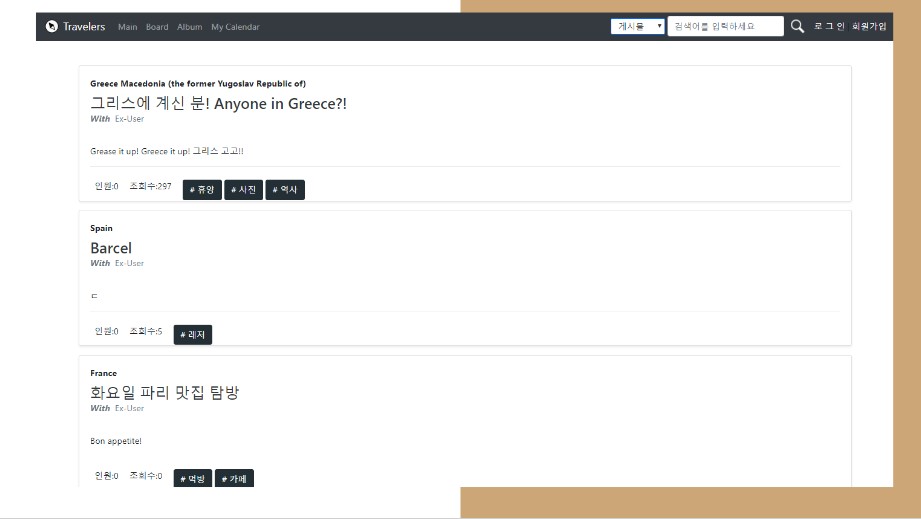 Travelers Main Board Album My Calendar 게시물 검색어를 입력하세요 로그인 회원가입
Greece Macedonia (the former Yugoslav Republic of)
그리스에 계신 분! Anyone in Greece?!
With Ex-User
Grease it up! Greece it up! 그리스 고고!!
인원:0 조회수:297 # 휴양 # 사진 # 역사
Spain
Barcel
With Ex-User
ㄷ
인원:0 조회수:5 # 레저
France
화요일 파리 맛집 탐방
With Ex-User
Bon appetite!
인원:0 조회수:0 # 먹방 # 카페